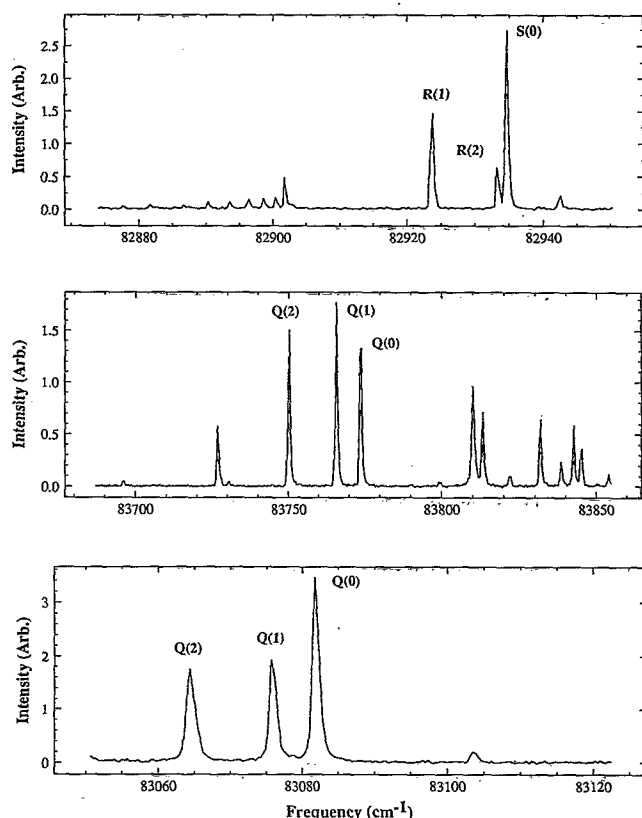 S(0)
R(1)
R(2)
Intensity (Arb.)
2.5
2.0
1.5
1.0
0.5
0.0
82880 82900 82920 82940
Q(2) Q(1)
Q(0)
Intensity (Arb.)
1.5
1.0
0.5
0.0
83700 83750 83800 83850
Q(0)
Q(2) Q(1)
Intensity (Arb.)
3
2
1
0
83060 83080 83100 83120
Frequency (cm-1)